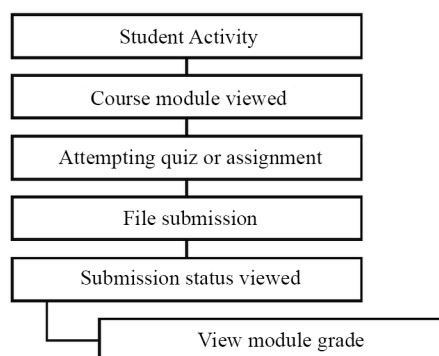 Student Activity
Course module viewed
Attempting quiz or assignment
File submission
Submission status viewed
View module grade